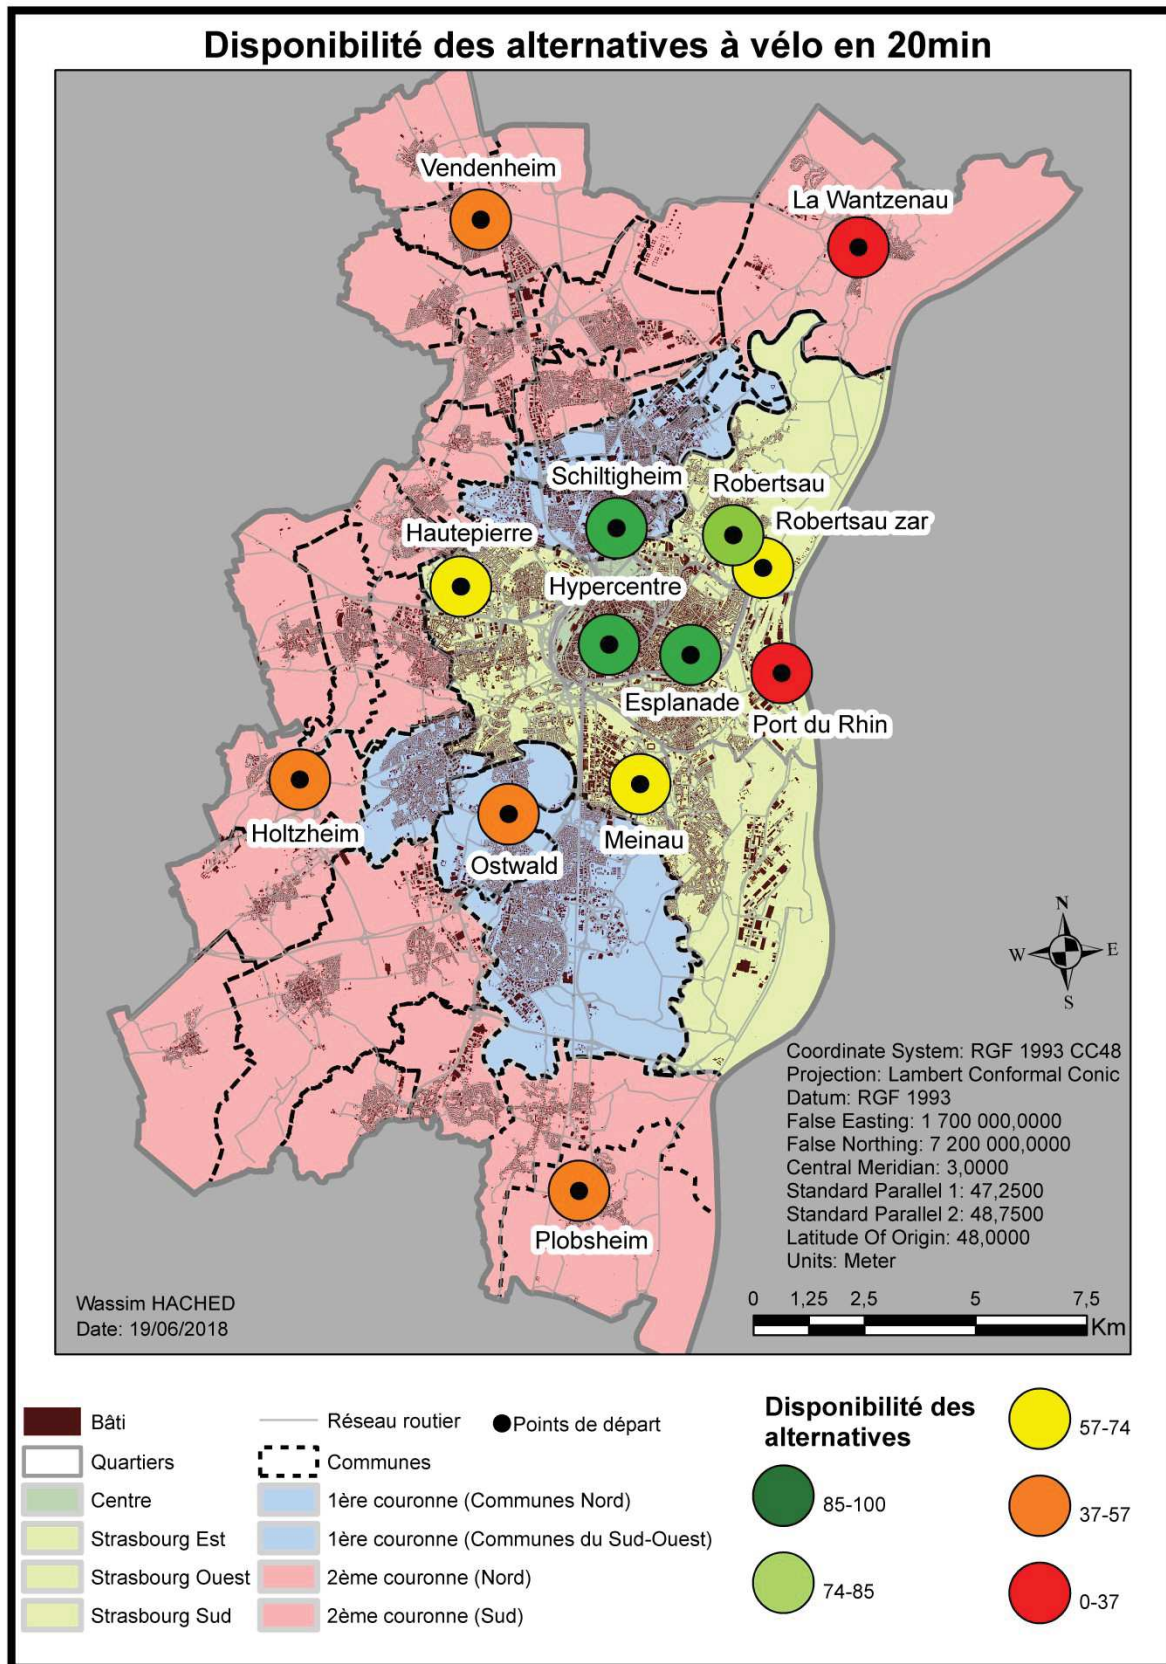 Disponibilité des alternatives à vélo en 20min
Vendenheim
La Wantzenau
Schiltigheim
Robertsau
Robertsau zar
Hautepierre
Hypercentre
Esplanade
Port du Rhin
Holtzheim
Ostwald
Meinau
Plobsheim
N
W
E
S
Coordinate System: RGF 1993 CC48
Projection: Lambert Conformal Conic
Datum: RGF 1993
False Easting: 1 700 000,0000
False Northing: 7 200 000,0000
Central Meridian: 3,0000
Standard Parallel 1: 47,2500
Standard Parallel 2: 48,7500
Latitude Of Origin: 48,0000
Units: Meter
Wassim HACHED
Date: 19/06/2018
0 1,25 2,5 5 7,5
Km
Bâti
Quartiers
Centre
Strasbourg Est
Strasbourg Ouest
Strasbourg Sud
Réseau routier
Communes
1ère couronne (Communes Nord)
1ère couronne (Communes du Sud-Ouest)
2ème couronne (Nord)
2ème couronne (Sud)
Points de départ
Disponibilité des
alternatives
85-100
74-85
57-74
37-57
0-37